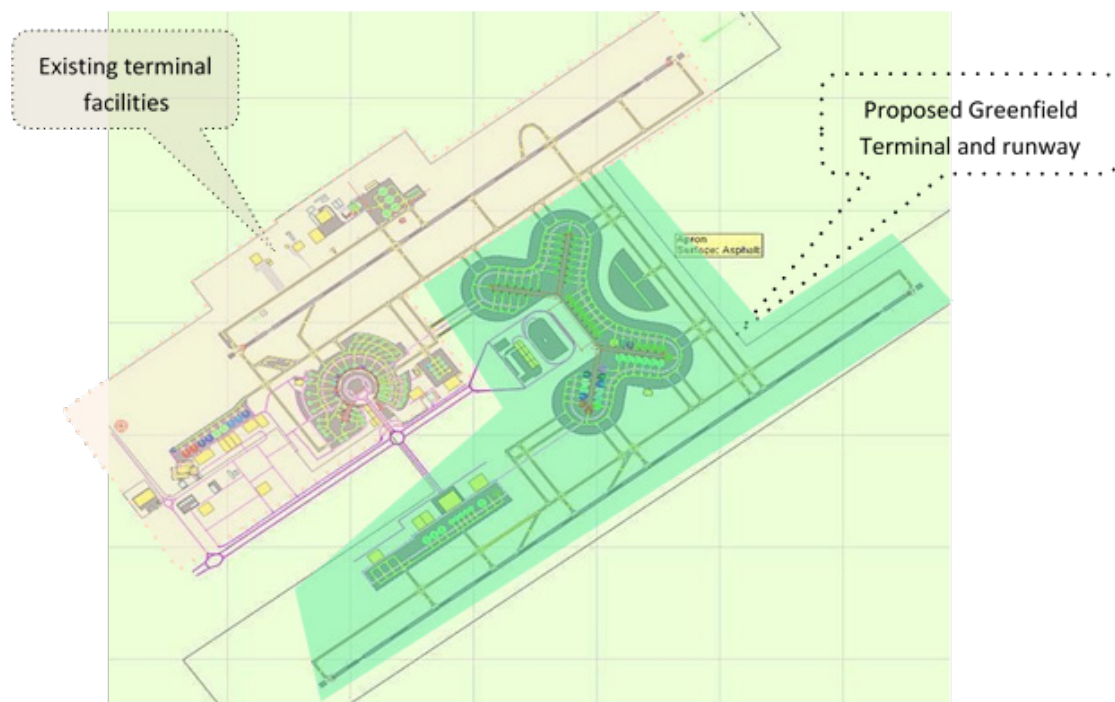 Existing terminal
facilities
Proposed Greenfield
Terminal and runway
Apron
Surface: Asphalt